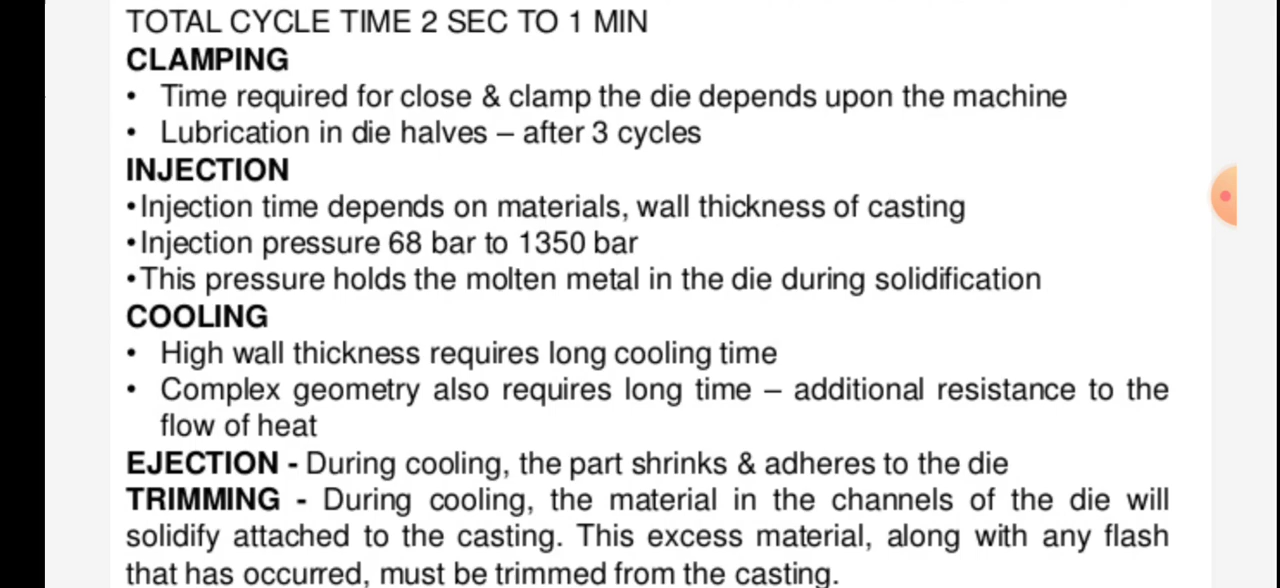 TOTAL CYCLE TIME 2 SEC TO 1 MIN
CLAMPING
• Time required for close & clamp the die depends upon the machine
• Lubrication in die halves – after 3 cycles
INJECTION
•Injection time depends on materials, wall thickness of casting
•Injection pressure 68 bar to 1350 bar
•This pressure holds the molten metal in the die during solidification
COOLING
• High wall thickness requires long cooling time
• Complex geometry also requires long time – additional resistance to the
flow of heat
EJECTION - During cooling, the part shrinks & adheres to the die
TRIMMING - During cooling, the material in the channels of the die will
solidify attached to the casting. This excess material, along with any flash
that has occurred, must be trimmed from the casting.